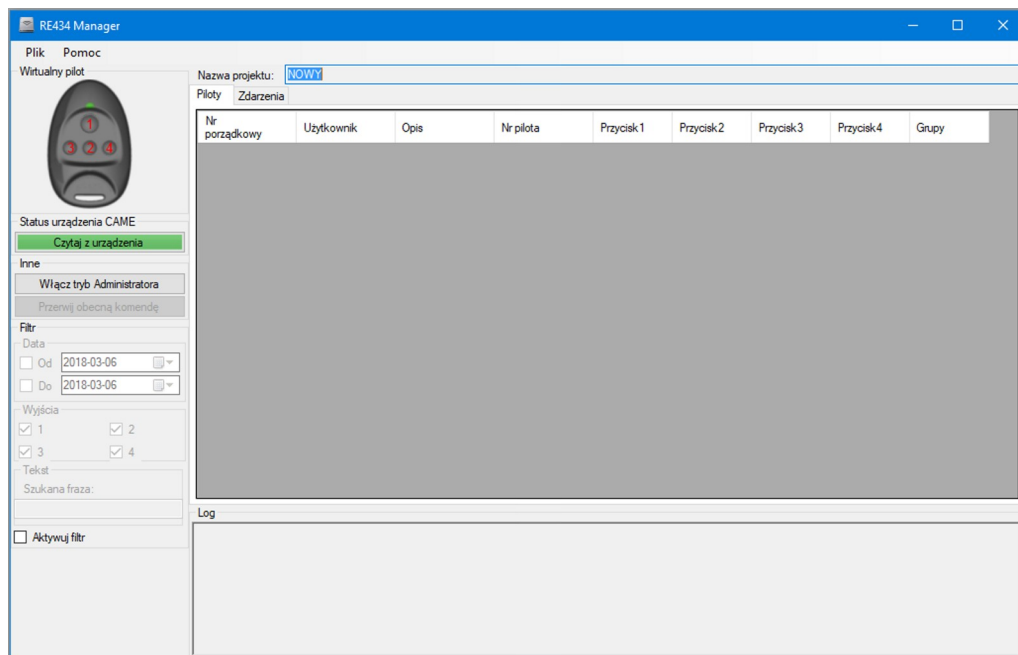 RE434 Manager
Plik Pomoc
Wirtualny pilot
1
3 2 4
Status urządzenia CAME
Czytaj z urządzenia
Inne
Włącz tryb Administratora
Przerwij obecną komendę
Filtr
Data
Od 2018-03-06
Do 2018-03-06
Wyjścia
1 2
3 4
Tekst
Szukana fraza:
Aktywuj filtr
Nazwa projektu: NOWY
Piloty Zdarzenia
Nr
porządkowy Użytkownik Opis Nr pilota Przycisk1 Przycisk2 Przycisk3 Przycisk4 Grupy
Log